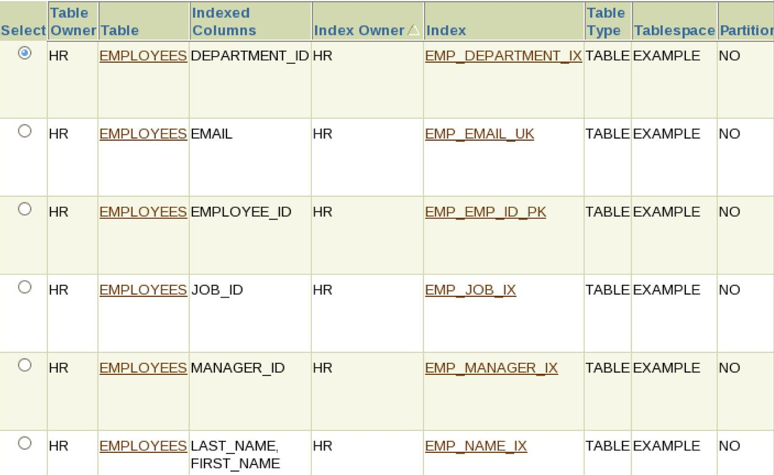 Select Table Owner Table Indexed Columns Index Owner Index Table Type Tablespace Partition
HR EMPLOYEES DEPARTMENT_ID HR EMP_DEPARTMENT_IX TABLE EXAMPLE NO
HR EMPLOYEES EMAIL HR EMP_EMAIL_UK TABLE EXAMPLE NO
HR EMPLOYEES EMPLOYEE_ID HR EMP_EMP_ID_PK TABLE EXAMPLE NO
HR EMPLOYEES JOB_ID HR EMP_JOB_IX TABLE EXAMPLE NO
HR EMPLOYEES MANAGER_ID HR EMP_MANAGER_IX TABLE EXAMPLE NO
HR EMPLOYEES LAST_NAME, HR EMP_NAME_IX TABLE EXAMPLE NO
FIRST_NAME